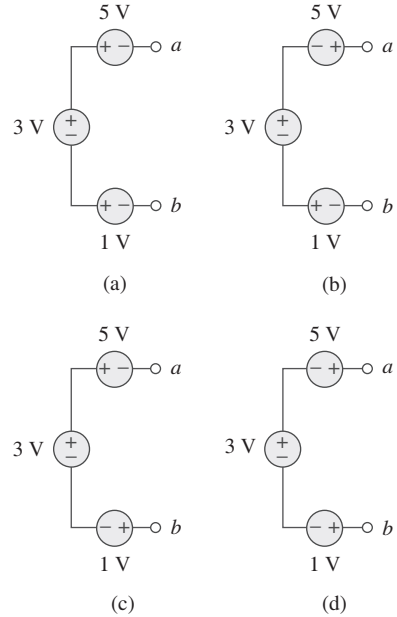 5 V
+ − a
3 V + −
+ − b
1 V
(a)
5 V
− + a
3 V + −
+ − b
1 V
(b)
5 V
+ − a
3 V + −
− + b
1 V
(c)
5 V
− + a
3 V + −
− + b
1 V
(d)